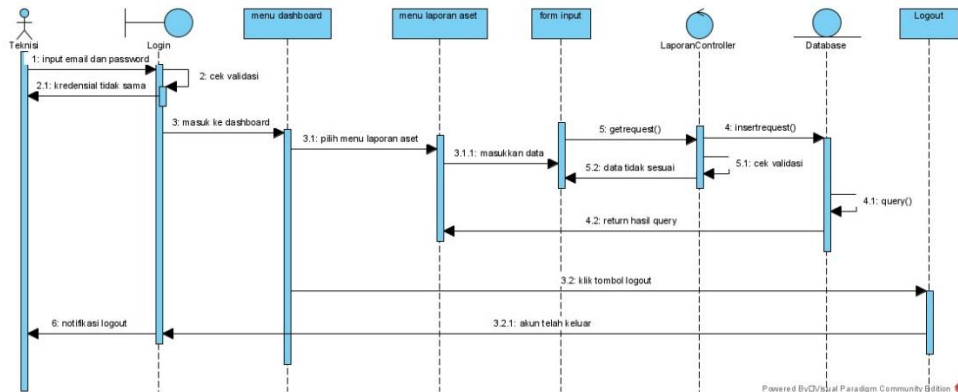 menu dashboard
menu laporan aset
form input
Logout
Teknisi
Login
LaporanController
Database
1: input email dan password
2: cek validasi
2.1: kredensial tidak sama
3: masuk ke dashboard
3.1: pilih menu laporan aset
5: getrequest()
4: insertrequest()
3.1.1: masukkan data
5.2: data tidak sesuai
5.1: cek validasi
4.1: query()
4.2: return hasil query
3.2: klik tombol logout
6: notifikasi logout
3.2.1: akun telah keluar
Powered By Visual Paradigm Community Edition